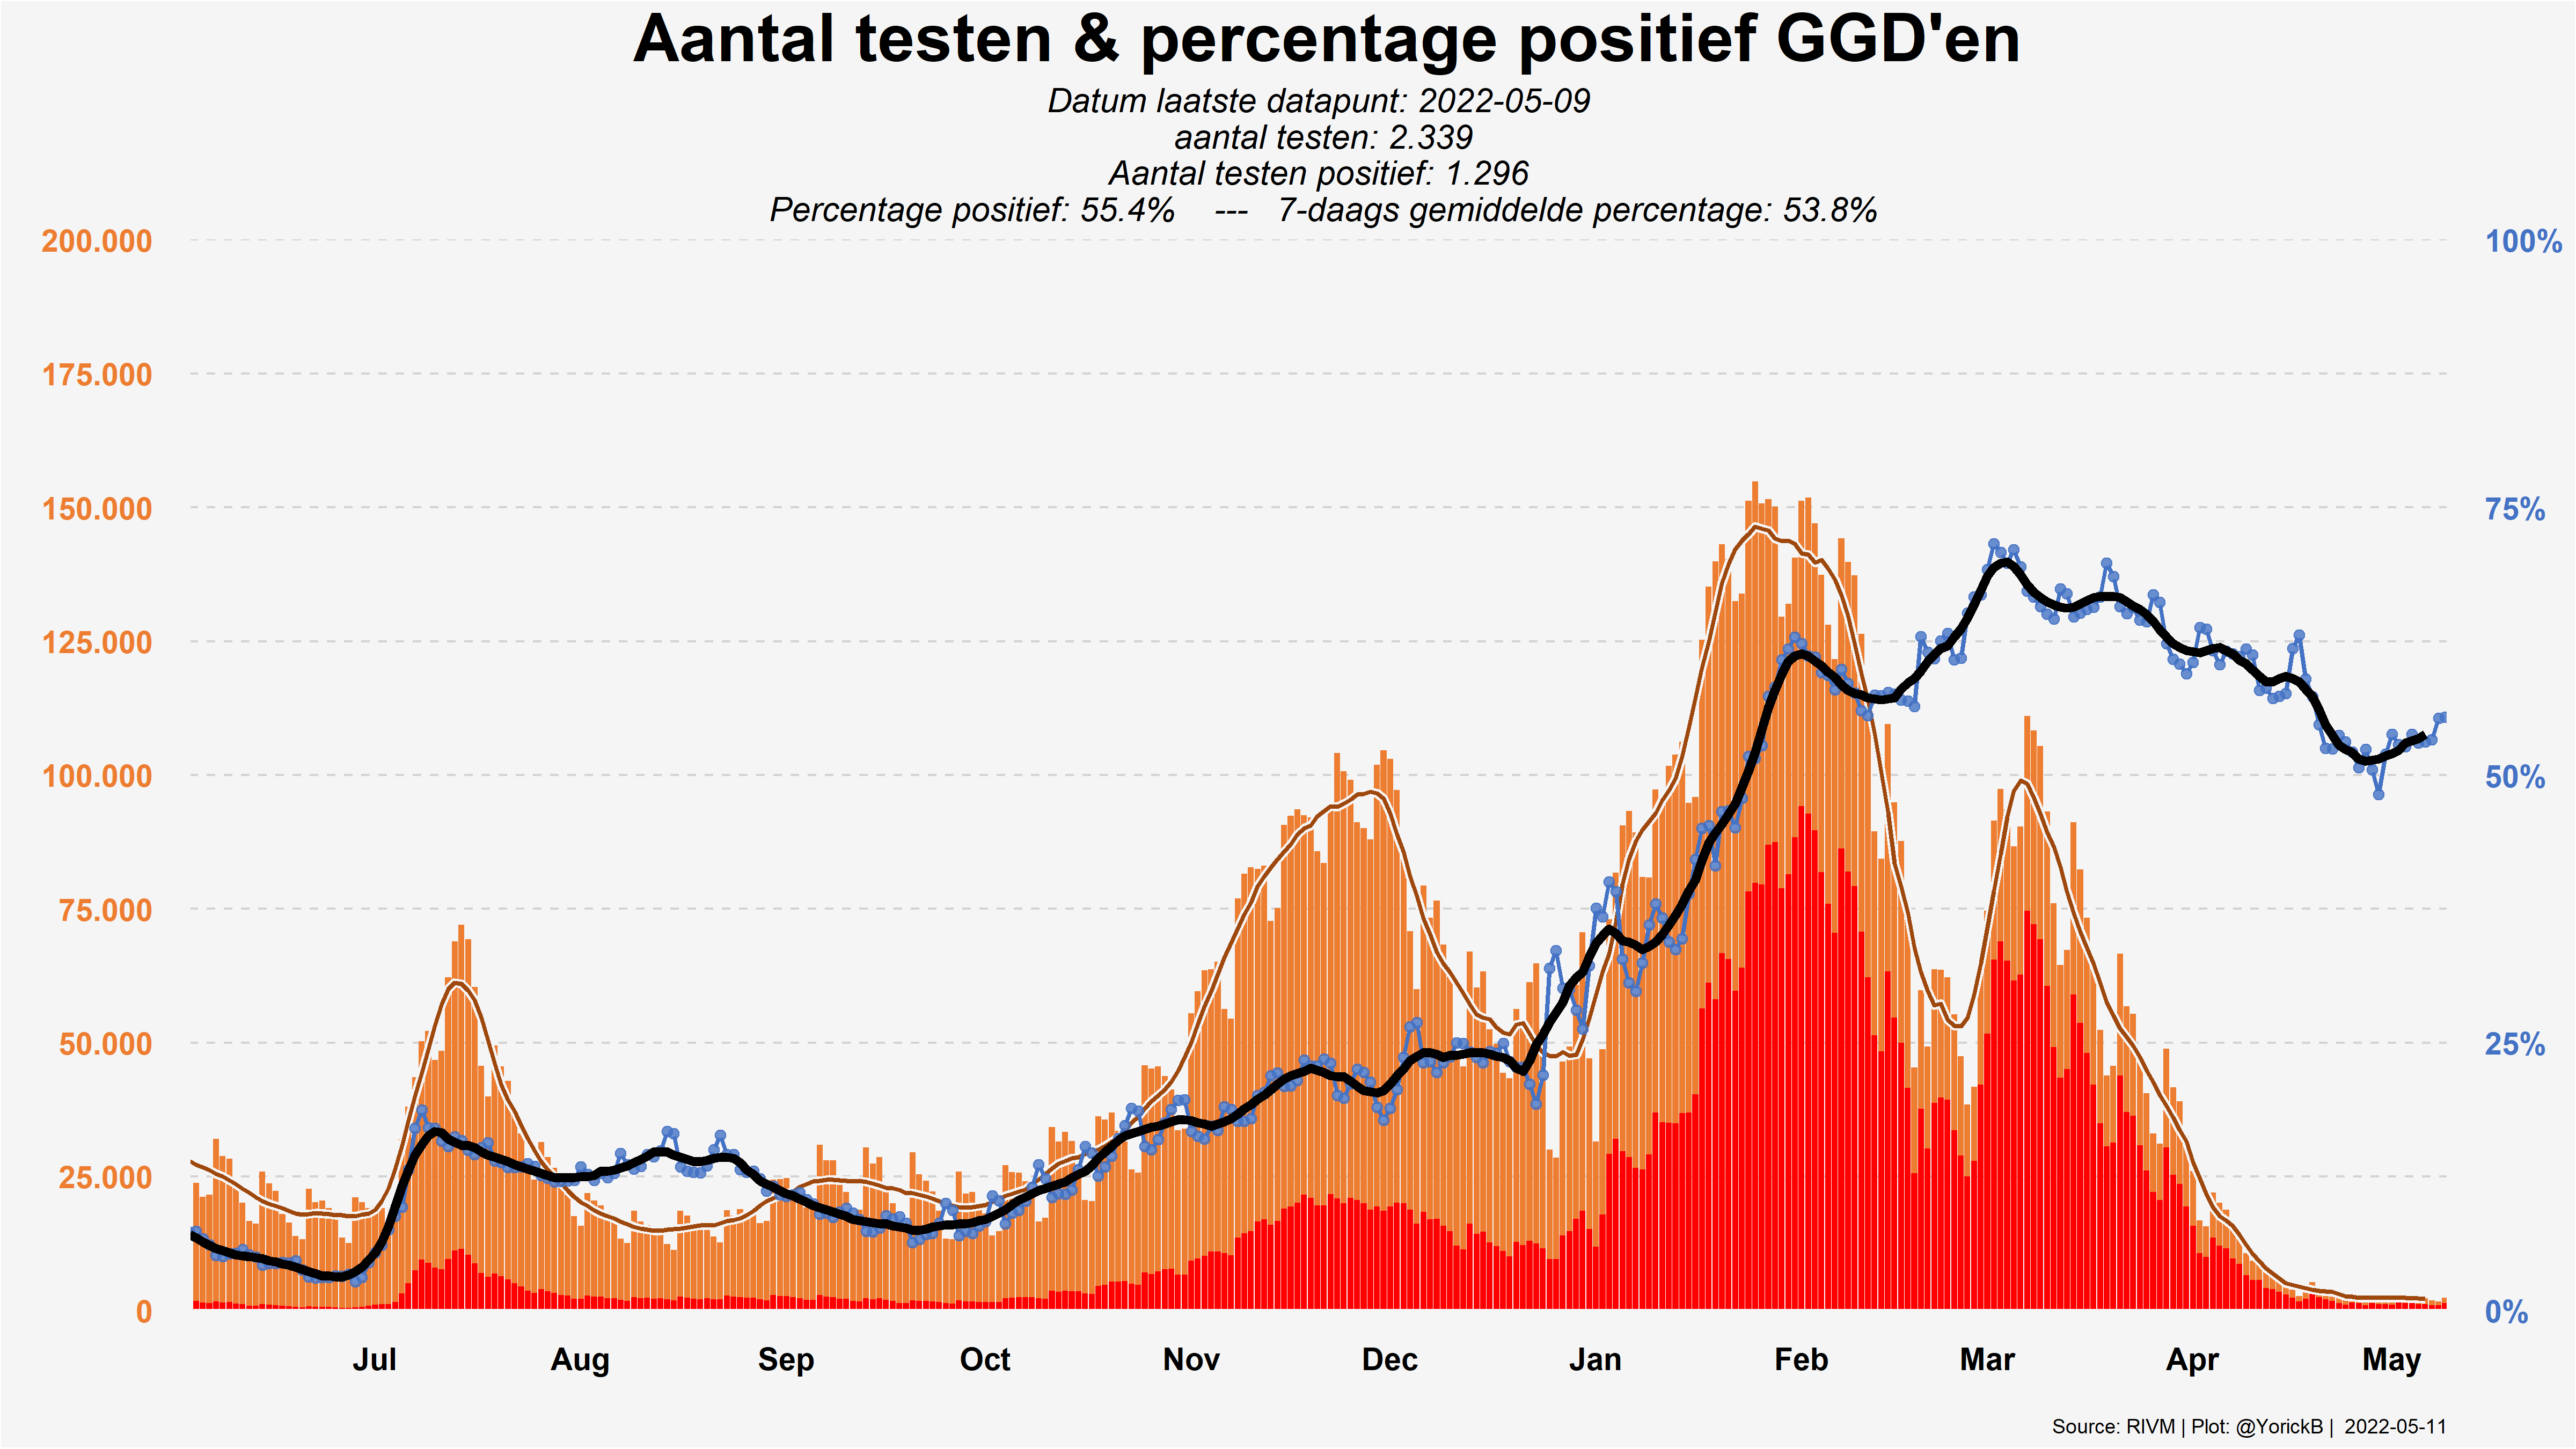 Aantal testen & percentage positief GGD'en
Datum laatste datapunt: 2022-05-09
aantal testen: 2.339
Aantal testen positief: 1.296
Percentage positief: 55.4% --- 7-daags gemiddelde percentage: 53.8%
200.000 100%
175.000
150.000 75%
125.000
100.000 50%
75.000
50.000 25%
25.000
0 0%
Jul Aug Sep Oct Nov Dec Jan Feb Mar Apr May
Source: RIVM | Plot: @YorickB | 2022-05-11